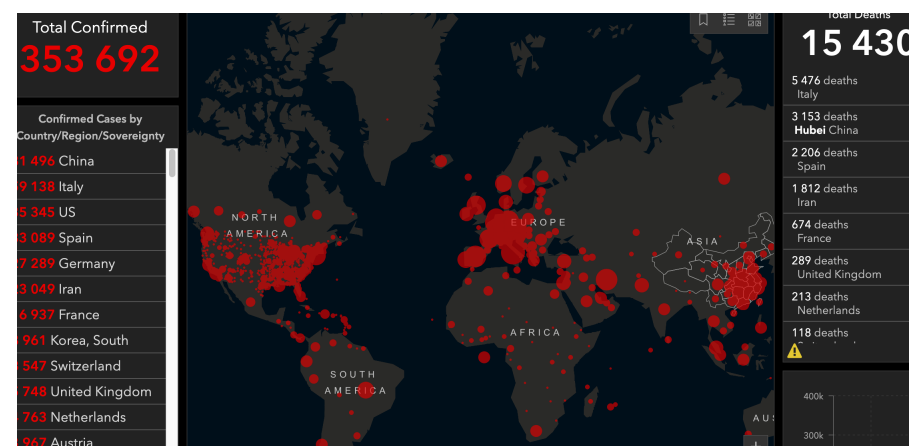 Total Confirmed
353 692
Confirmed Cases by
Country/Region/Sovereignty
1 496 China
9 138 Italy
5 345 US
3 089 Spain
7 289 Germany
3 049 Iran
6 937 France
961 Korea, South
547 Switzerland
748 United Kingdom
763 Netherlands
967 Austria
NORTH
AMERICA
SOUTH
AMERICA
EUROPE
AFRICA
ASIA
AUS
Total Deaths
15 430
5 476 deaths
Italy
3 153 deaths
Hubei China
2 206 deaths
Spain
1 812 deaths
Iran
674 deaths
France
289 deaths
United Kingdom
213 deaths
Netherlands
118 deaths
400k
300k